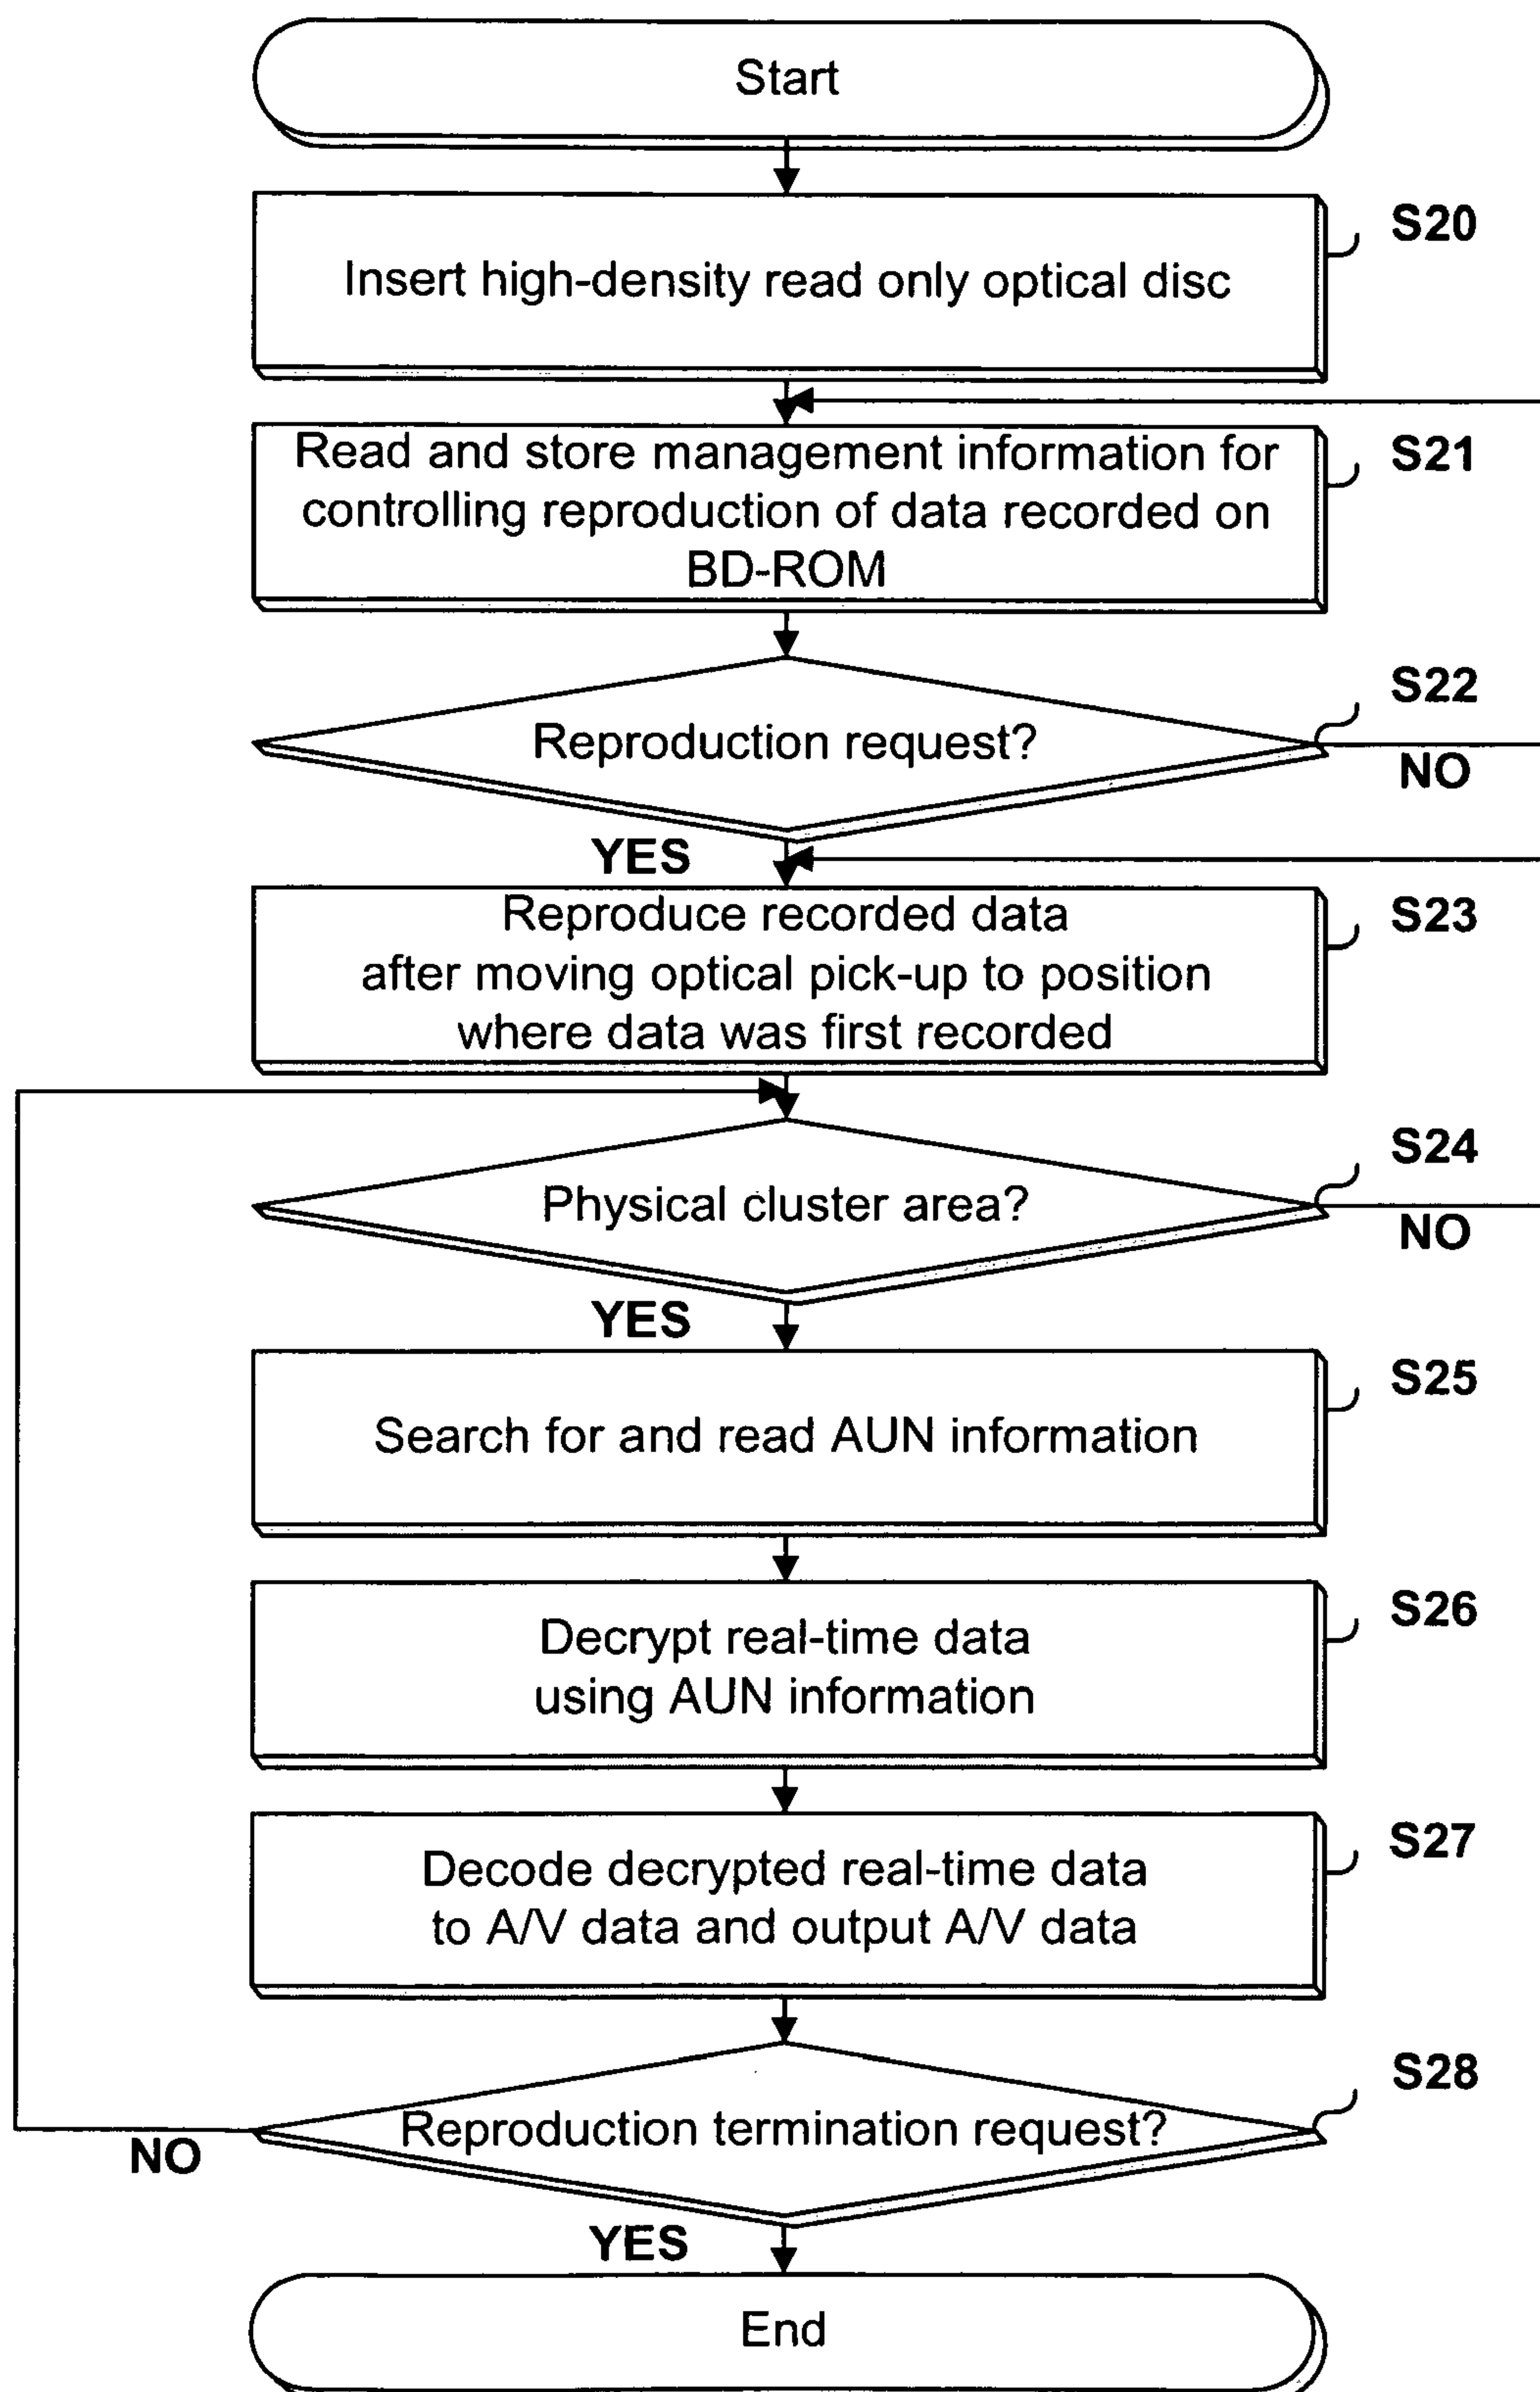 Start
S20
Insert high-density read only optical disc
S21
Read and store management information for
controlling reproduction of data recorded on
BD-ROM
S22
Reproduction request?
NO
YES
S23
Reproduce recorded data
after moving optical pick-up to position
where data was first recorded
S24
Physical cluster area?
NO
YES
S25
Search for and read AUN information
S26
Decrypt real-time data
using AUN information
S27
Decode decrypted real-time data
to A/V data and output A/V data
S28
Reproduction termination request?
NO
YES
End